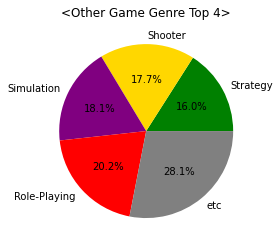 <Other Game Genre Top 4>
Shooter
17.7%
Strategy
16.0%
Simulation
18.1%
Role-Playing
20.2%
etc
28.1%